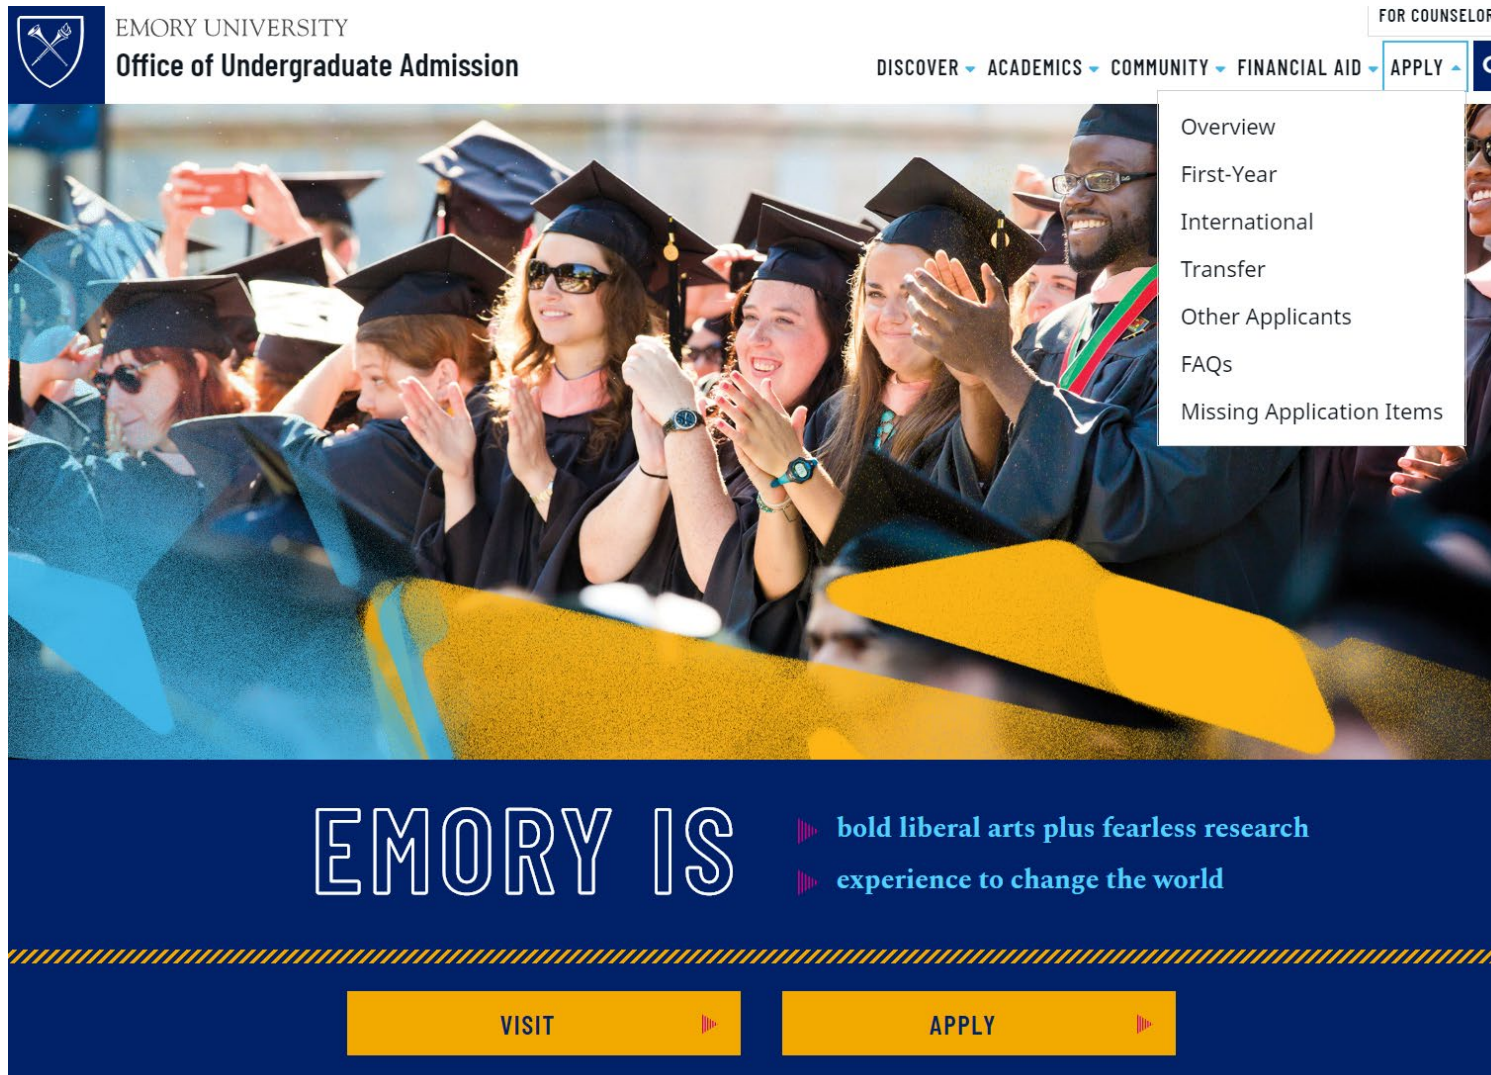 EMORY UNIVERSITY
Office of Undergraduate Admission
FOR COUNSELOR
DISCOVER ACADEMICS COMMUNITY FINANCIAL AID APPLY
Overview
First-Year
International
Transfer
Other Applicants
FAQs
Missing Application Items
EMORY IS
bold liberal arts plus fearless research
experience to change the world
VISIT
APPLY